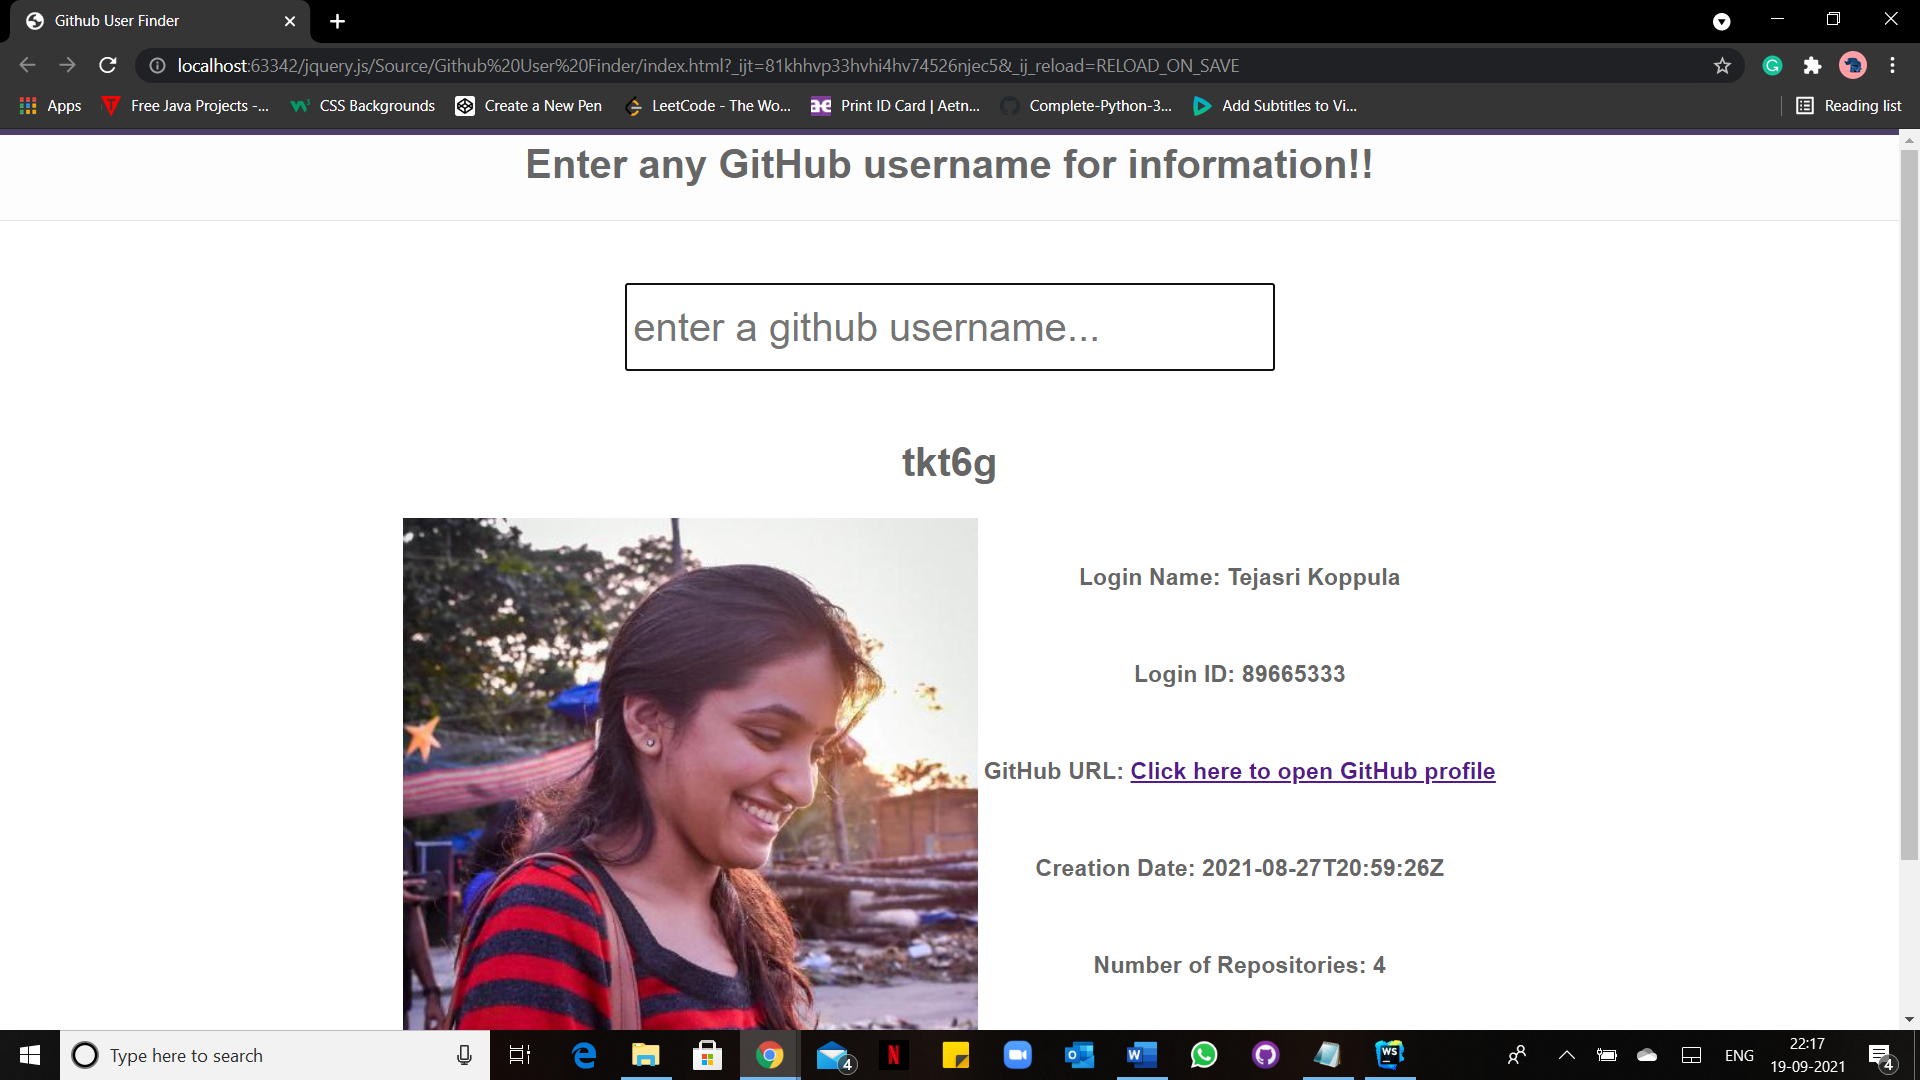 Github User Finder
localhost:63342/jquery.js/Source/Github%20User%20Finder/index.html?_ijt=81khhvp33hvhi4hv74526njec5&_ij_reload=RELOAD_ON_SAVE
Apps Free Java Projects -... CSS Backgrounds Create a New Pen LeetCode - The Wo... Print ID Card | Aetn... Complete-Python-3... Add Subtitles to Vi... Reading list
Enter any GitHub username for information!!
enter a github username...
tkt6g
Login Name: Tejasri Koppula
Login ID: 89665333
GitHub URL: Click here to open GitHub profile
Creation Date: 2021-08-27T20:59:26Z
Number of Repositories: 4
Type here to search
4
N
W
WS
ENG
22:17
19-09-2021
4